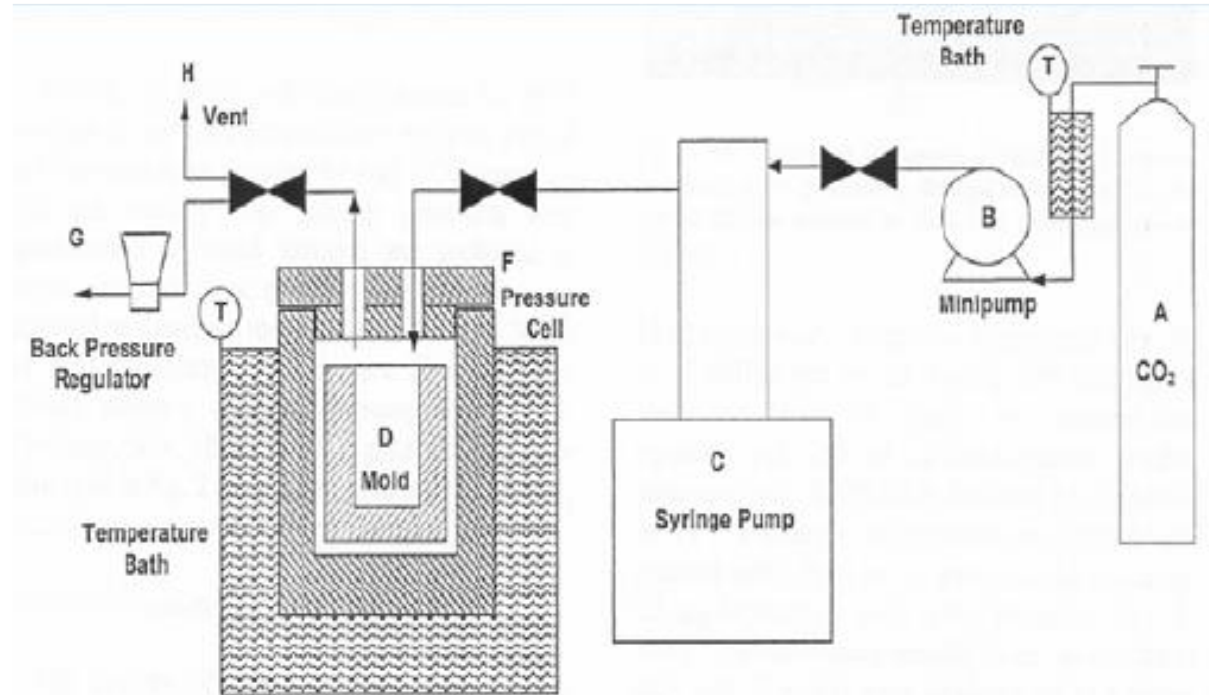 Temperature
Bath
T
H
Vent
G
Back Pressure
Regulator
T
F
Pressure
Cell
D
Mold
Temperature
Bath
C
Syringe Pump
B
Minipump
A
CO₂